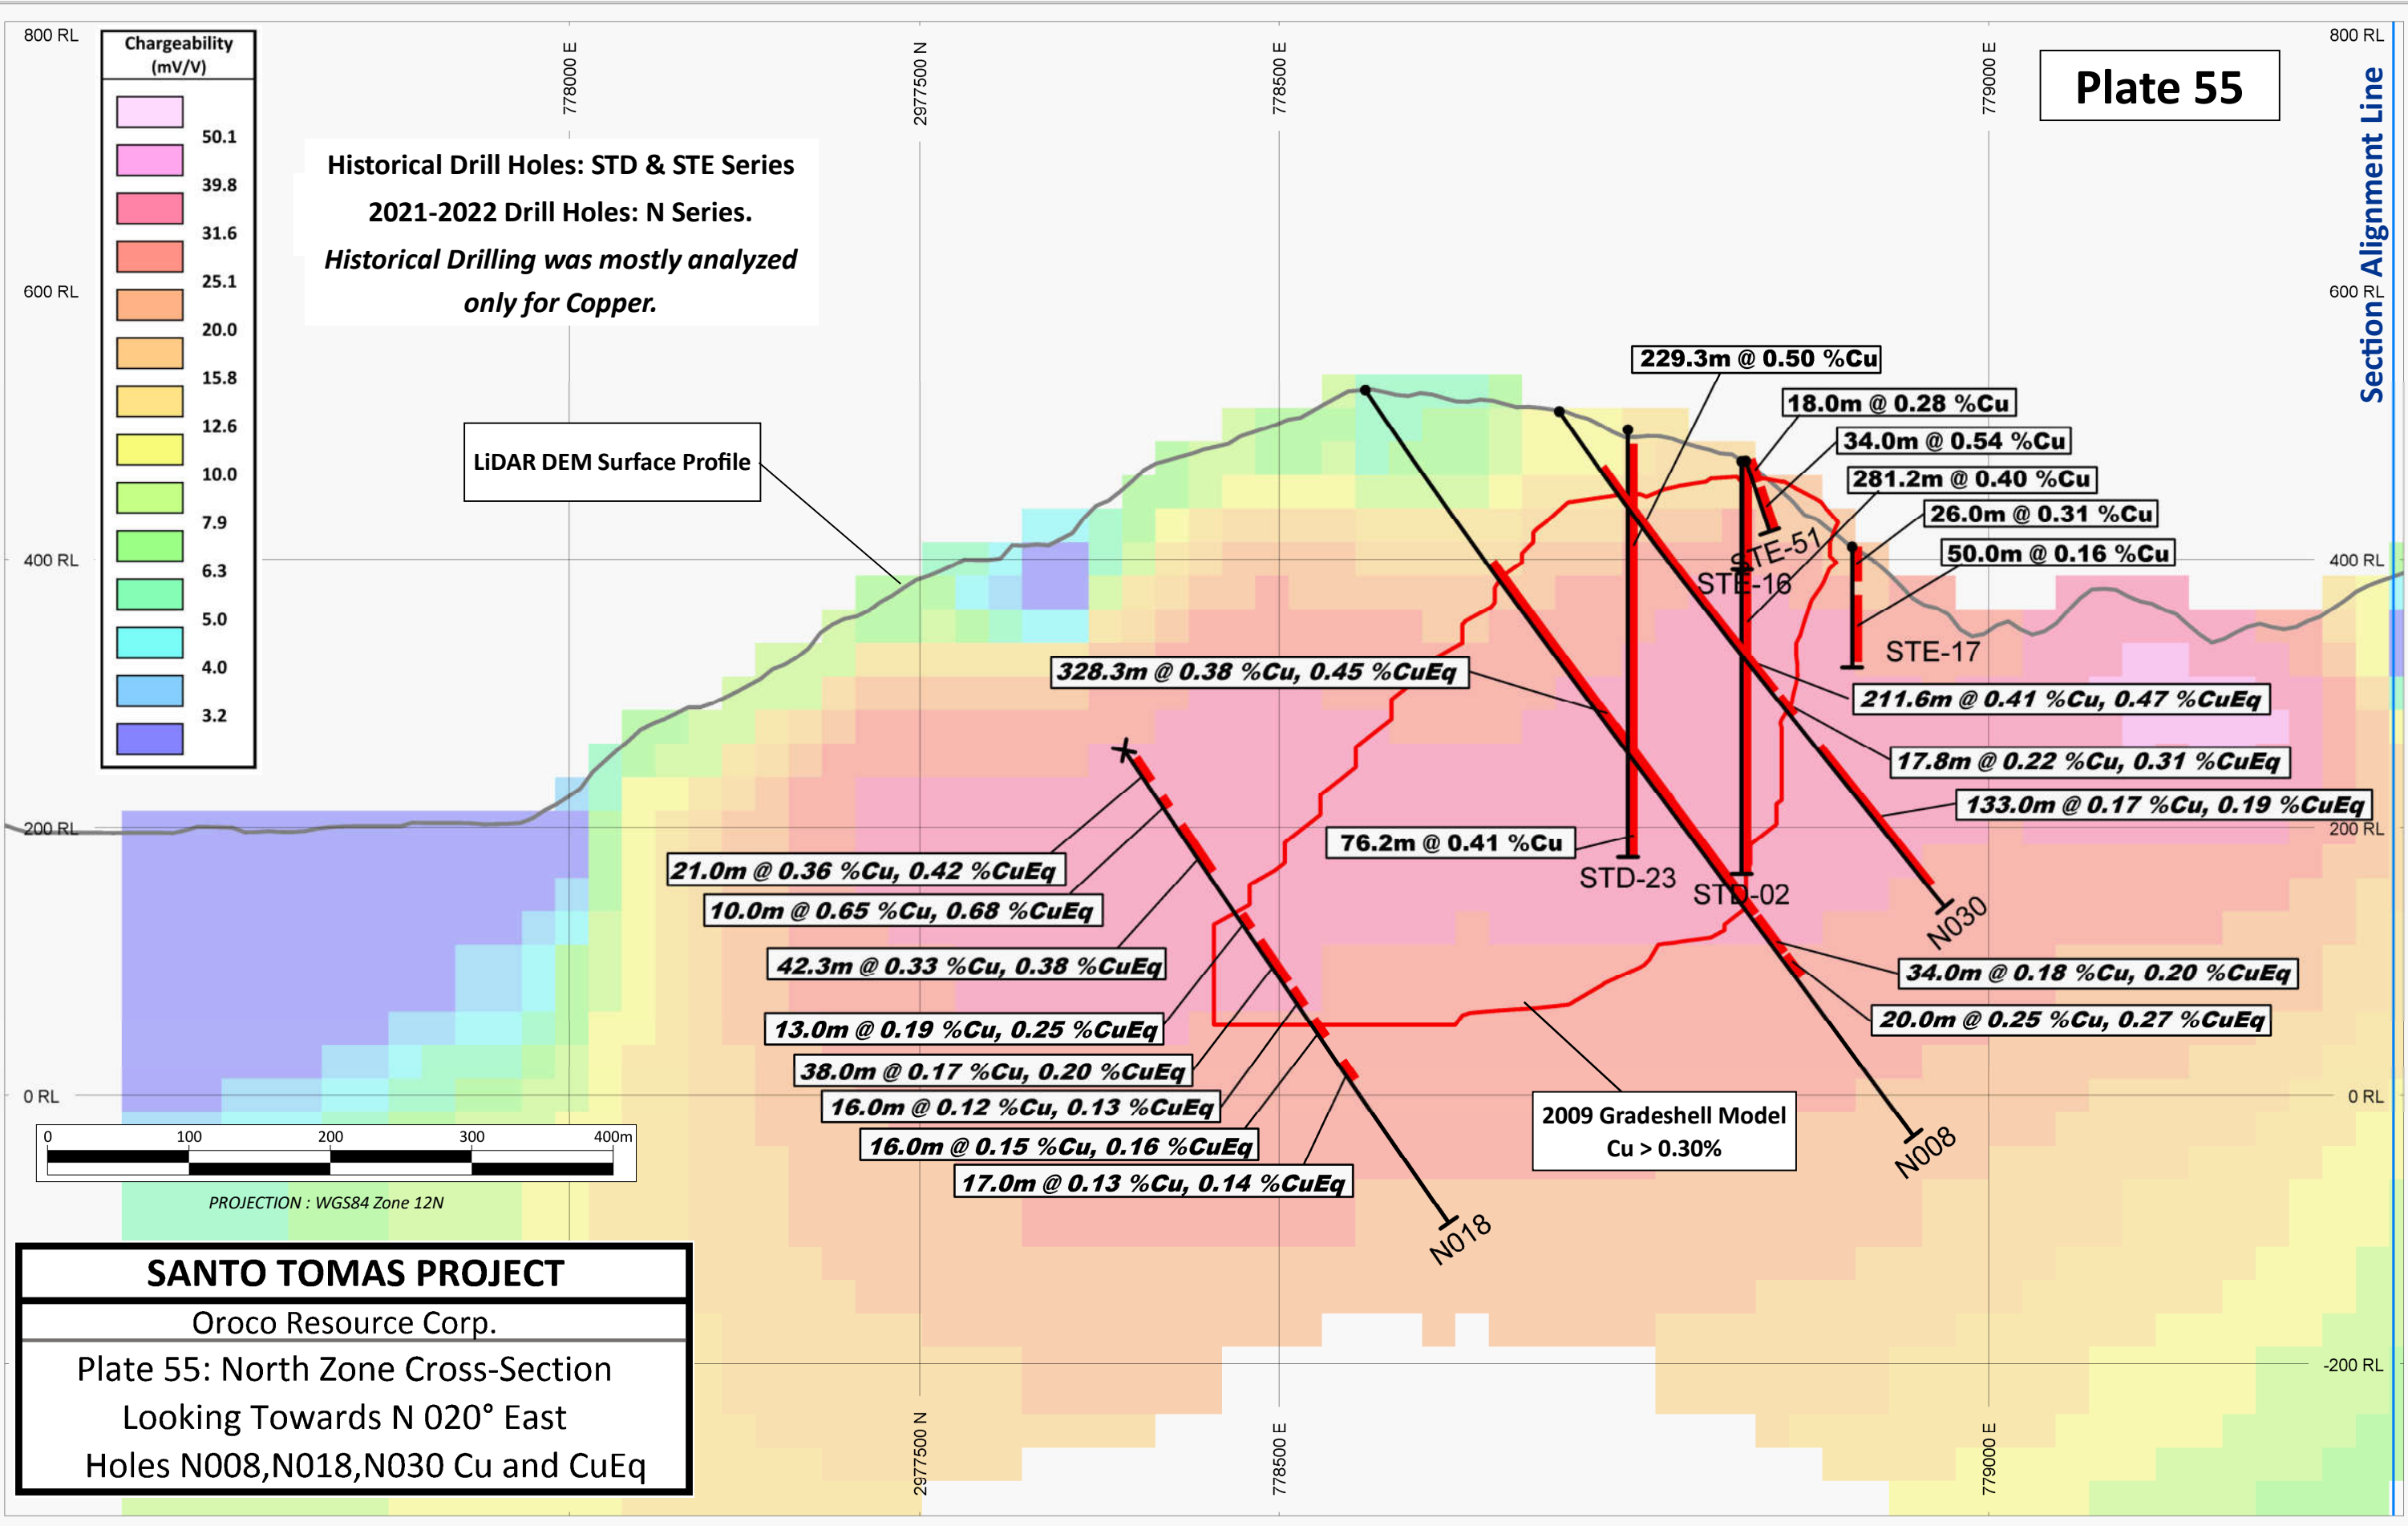 800 RL
Chargeability
(mV/V)
50.1
39.8
31.6
25.1
20.0
15.8
12.6
10.0
7.9
6.3
5.0
4.0
3.2
778000 E
2977500 N
778500 E
779000 E
800 RL
Plate 55
Section Alignment Line
Historical Drill Holes: STD & STE Series
2021-2022 Drill Holes: N Series.
Historical Drilling was mostly analyzed
only for Copper.
600 RL
600 RL
229.3m @ 0.50 %Cu
18.0m @ 0.28 %Cu
34.0m @ 0.54 %Cu
281.2m @ 0.40 %Cu
26.0m @ 0.31 %Cu
50.0m @ 0.16 %Cu
LiDAR DEM Surface Profile
400 RL
400 RL
STE-51
STE-16
STE-17
328.3m @ 0.38 %Cu, 0.45 %CuEq
211.6m @ 0.41 %Cu, 0.47 %CuEq
17.8m @ 0.22 %Cu, 0.31 %CuEq
133.0m @ 0.17 %Cu, 0.19 %CuEq
200 RL
200 RL
76.2m @ 0.41 %Cu
STD-23
STD-02
N030
21.0m @ 0.36 %Cu, 0.42 %CuEq
10.0m @ 0.65 %Cu, 0.68 %CuEq
42.3m @ 0.33 %Cu, 0.38 %CuEq
13.0m @ 0.19 %Cu, 0.25 %CuEq
38.0m @ 0.17 %Cu, 0.20 %CuEq
16.0m @ 0.12 %Cu, 0.13 %CuEq
16.0m @ 0.15 %Cu, 0.16 %CuEq
17.0m @ 0.13 %Cu, 0.14 %CuEq
34.0m @ 0.18 %Cu, 0.20 %CuEq
20.0m @ 0.25 %Cu, 0.27 %CuEq
0 RL
0 RL
2009 Gradeshell Model
Cu > 0.30%
N008
N018
0 100 200 300 400m
PROJECTION : WGS84 Zone 12N
SANTO TOMAS PROJECT
Oroco Resource Corp.
Plate 55: North Zone Cross-Section
Looking Towards N 020° East
Holes N008,N018,N030 Cu and CuEq
-200 RL
2977500 N
778500 E
779000 E